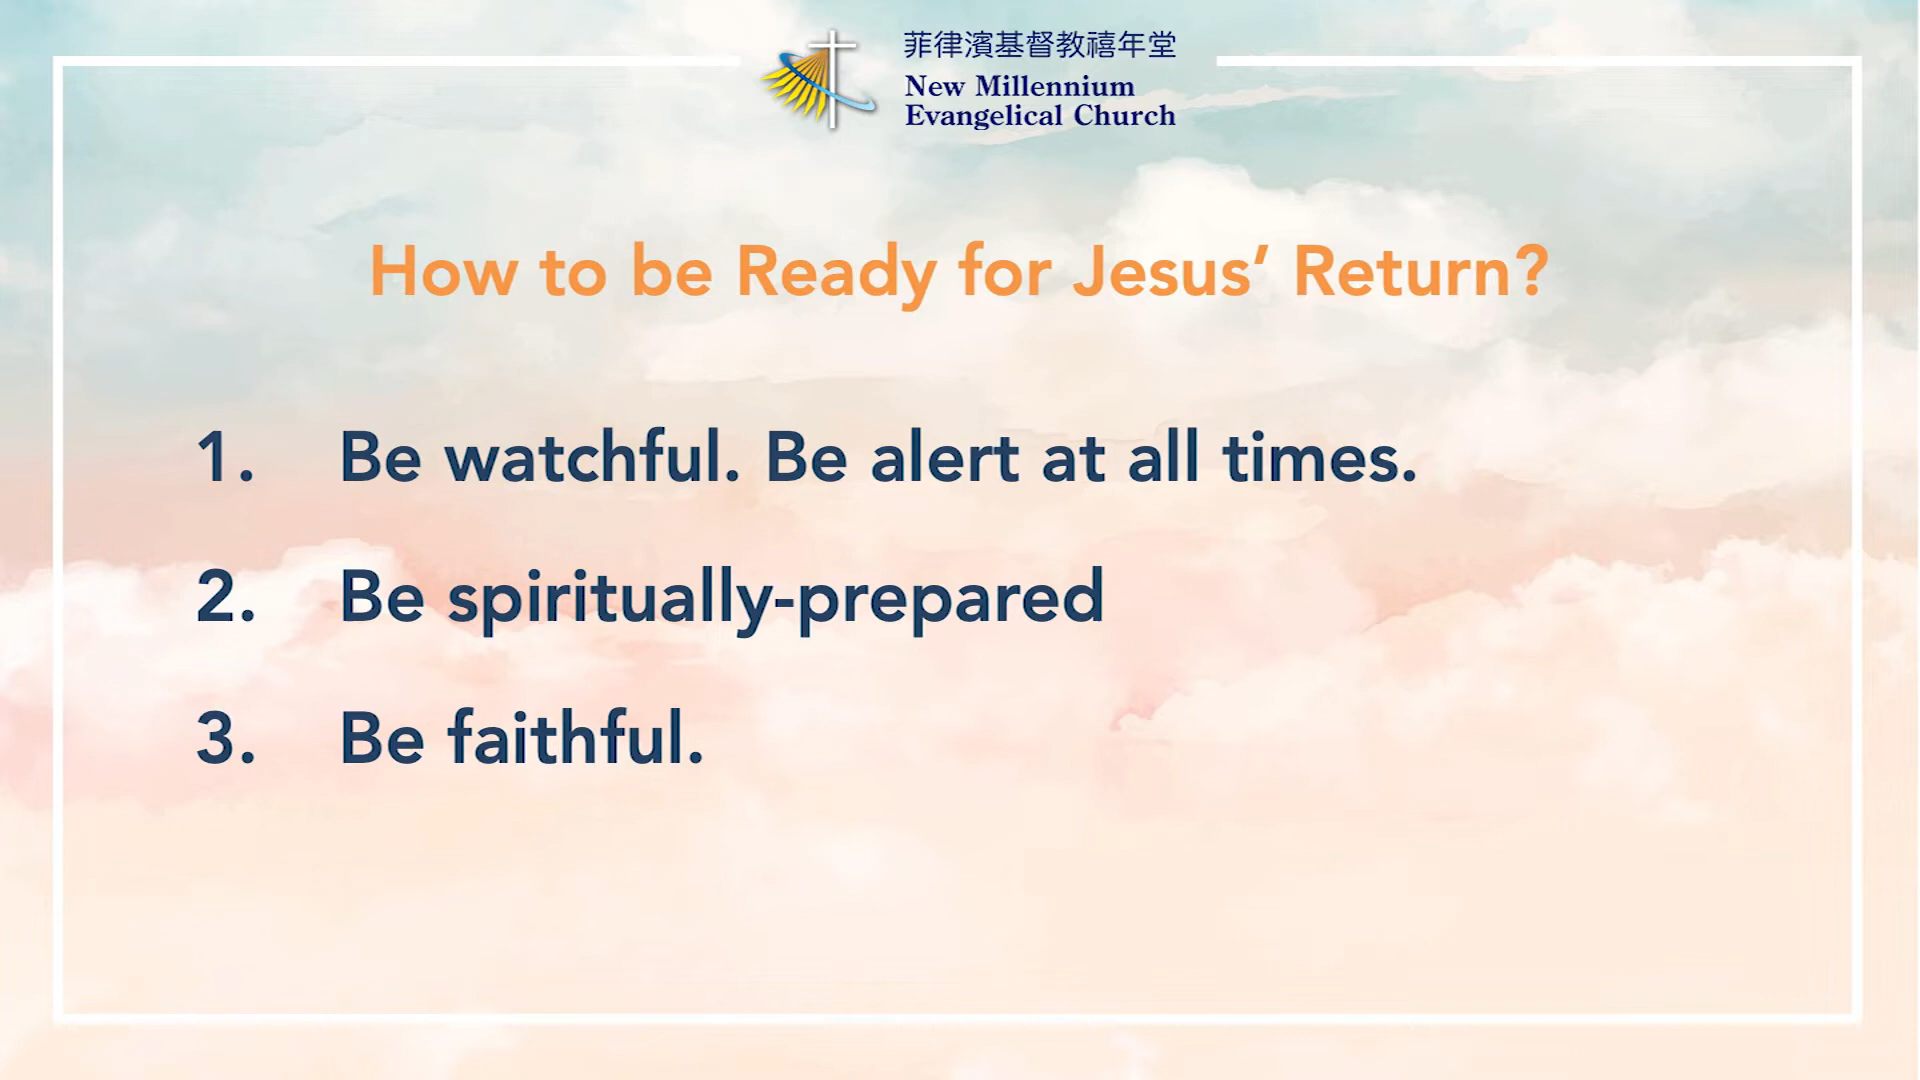 菲律濱基督教禧年堂
New Millennium
Evangelical Church
How to be Ready for Jesus’ Return?
1. Be watchful. Be alert at all times.
2. Be spiritually-prepared
3. Be faithful.